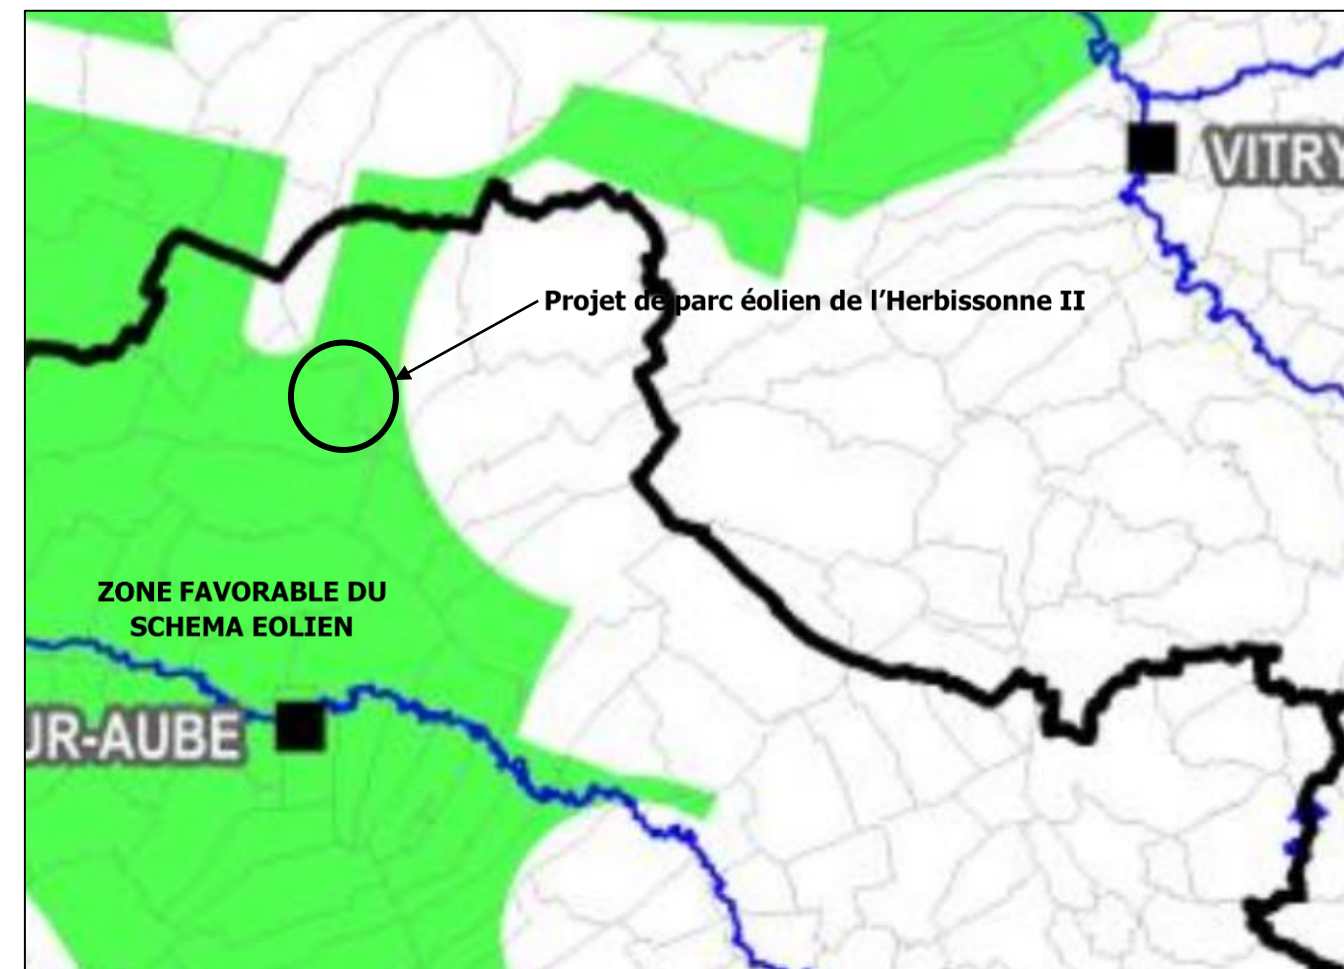 VITRY
Projet de parc éolien de l'Herbissonne II
ZONE FAVORABLE DU
SCHEMA EOLIEN
UR-AUBE